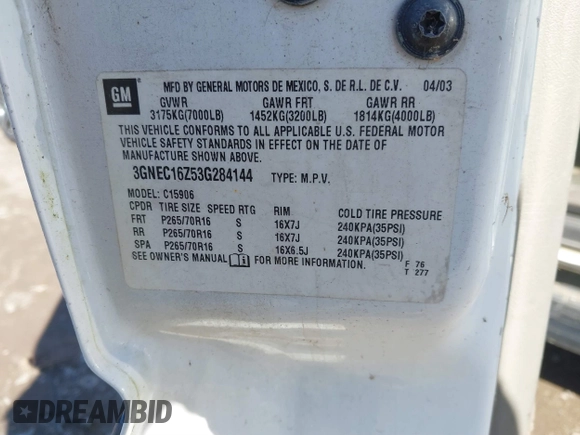 GM
MFD BY GENERAL MOTORS DE MEXICO, S. DE R.L. DE C.V. 04/03
GVWR GAWR FRT GAWR RR
3175KG(7000LB) 1452KG(3200LB) 1814KG(4000LB)
THIS VEHICLE CONFORMS TO ALL APPLICABLE U.S. FEDERAL MOTOR
VEHICLE SAFETY STANDARDS IN EFFECT ON THE DATE OF
MANUFACTURE SHOWN ABOVE.
3GNEC16Z53G284144 TYPE: M.P.V.
MODEL: C15906
CPDR TIRE SIZE SPEED RTG RIM COLD TIRE PRESSURE
FRT P265/70R16 S 16X7J 240KPA(35PSI)
RR P265/70R16 S 16X7J 240KPA(35PSI)
SPA P265/70R16 S 16X6.5J 240KPA(35PSI)
SEE OWNER'S MANUAL FOR MORE INFORMATION. F 76
T 277
DREAMBID